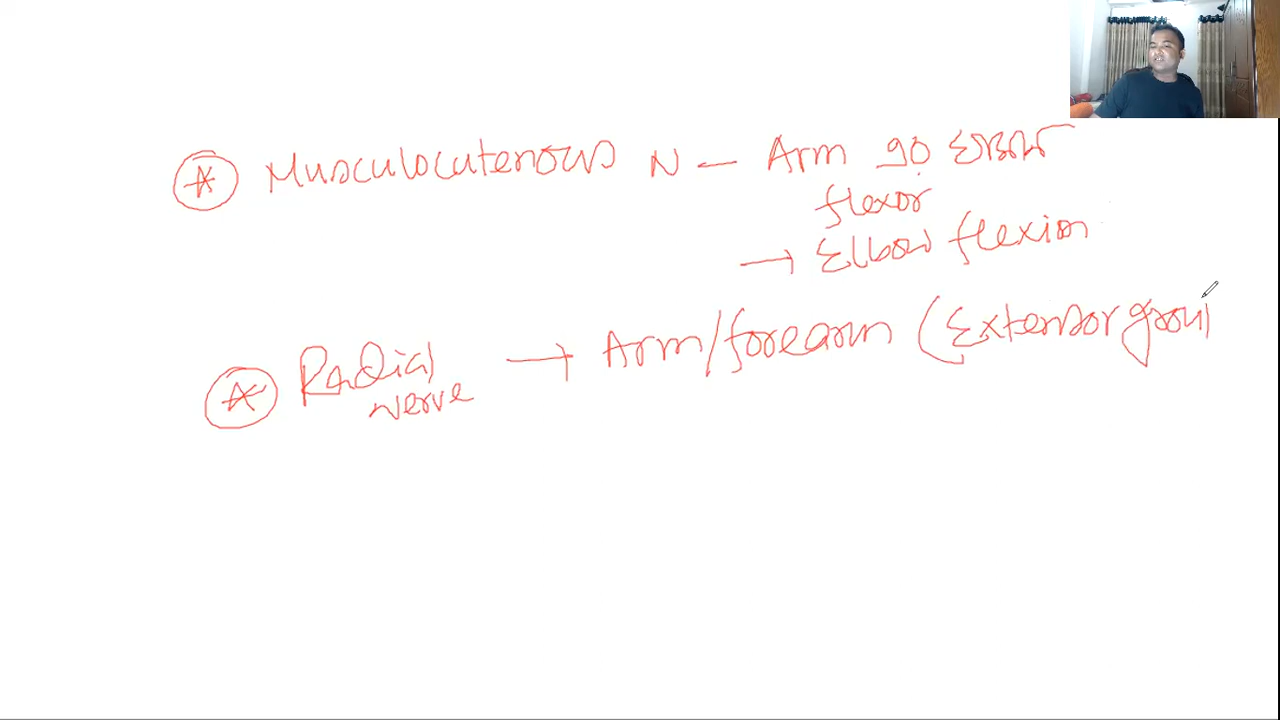 Musculocutenous N — Arm এর
flexor
→ Elbow flexion
Radial → Arm/forearm (Extensor group
nerve